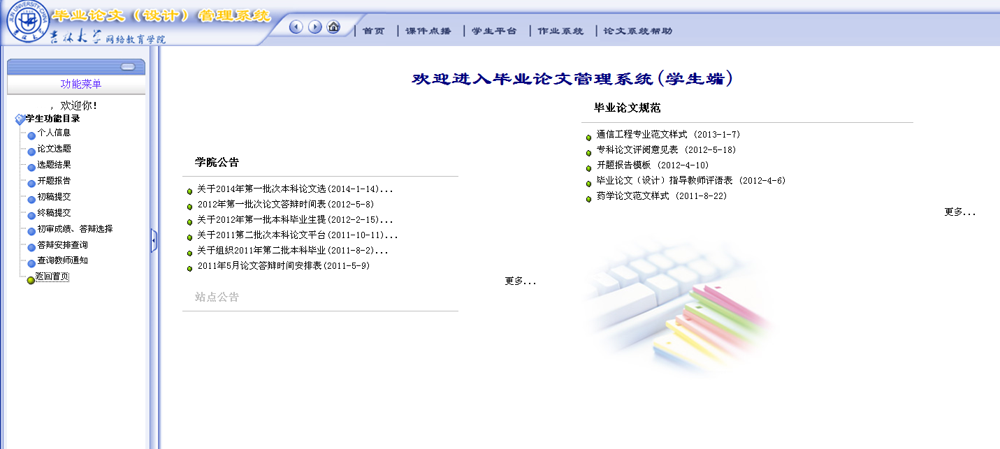 毕业论文（设计）管理系统
吉林大学 网络教育学院
JILIN UNIVERSITY CHINA
首页
课件点播
学生平台
作业系统
论文系统帮助
功能菜单
，欢迎你!
学生功能目录
个人信息
论文选题
选题结果
开题报告
初稿提交
终稿提交
初审成绩、答辩选择
答辩安排查询
查询教师通知
返回首页
欢迎进入毕业论文管理系统(学生端)
学院公告
关于2014年第一批次本科论文选(2014-1-14)...
2012年第一批次论文答辩时间表(2012-5-8)
关于2012年第一批本科毕业生提(2012-2-15)...
关于2011第二批次本科论文平台(2011-10-11)...
关于组织2011年第二批本科毕业(2011-8-2)...
2011年5月论文答辩时间安排表(2011-5-9)
更多...
站点公告
毕业论文规范
通信工程专业范文样式 (2013-1-7)
专科论文评阅意见表 (2012-5-18)
开题报告模板 (2012-4-10)
毕业论文（设计）指导教师评语表 (2012-4-6)
药学论文范文样式 (2011-8-22)
更多...